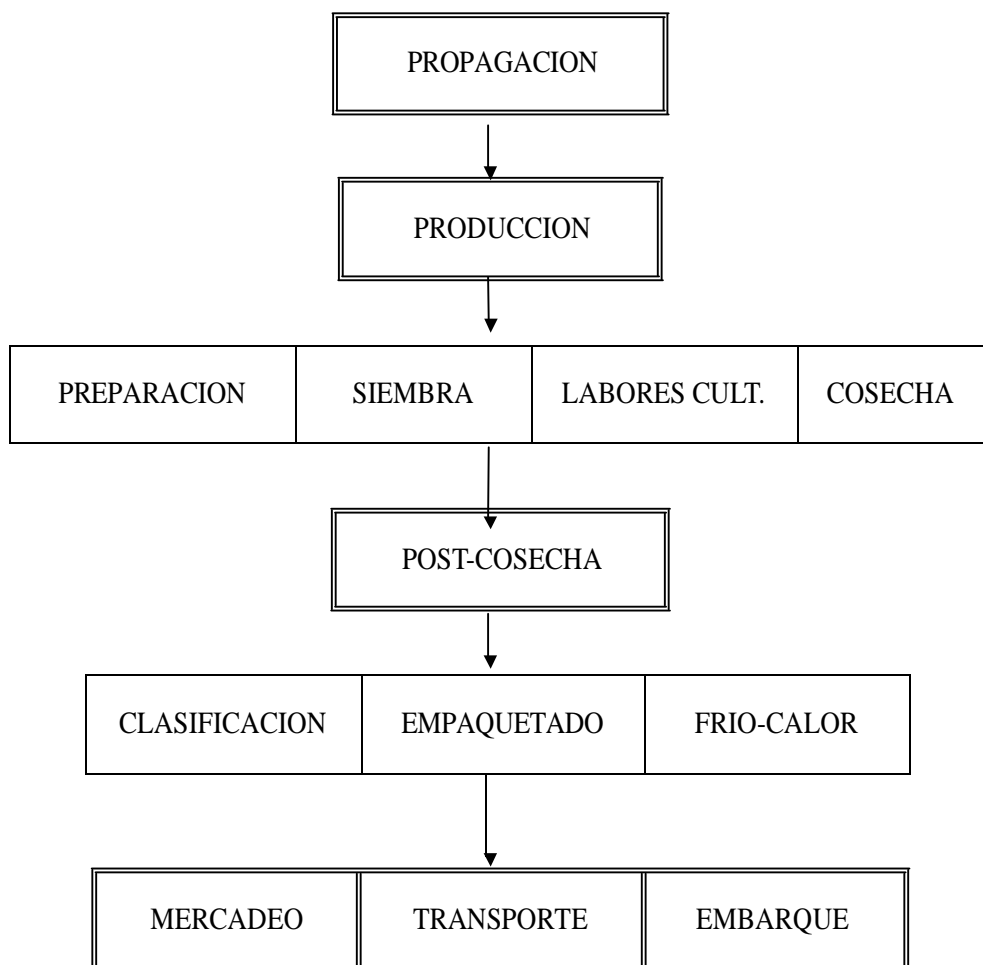 PROPAGACION
PRODUCCION
PREPARACION SIEMBRA LABORES CULT. COSECHA
POST-COSECHA
CLASIFICACION EMPAQUETADO FRIO-CALOR
MERCADEO TRANSPORTE EMBARQUE